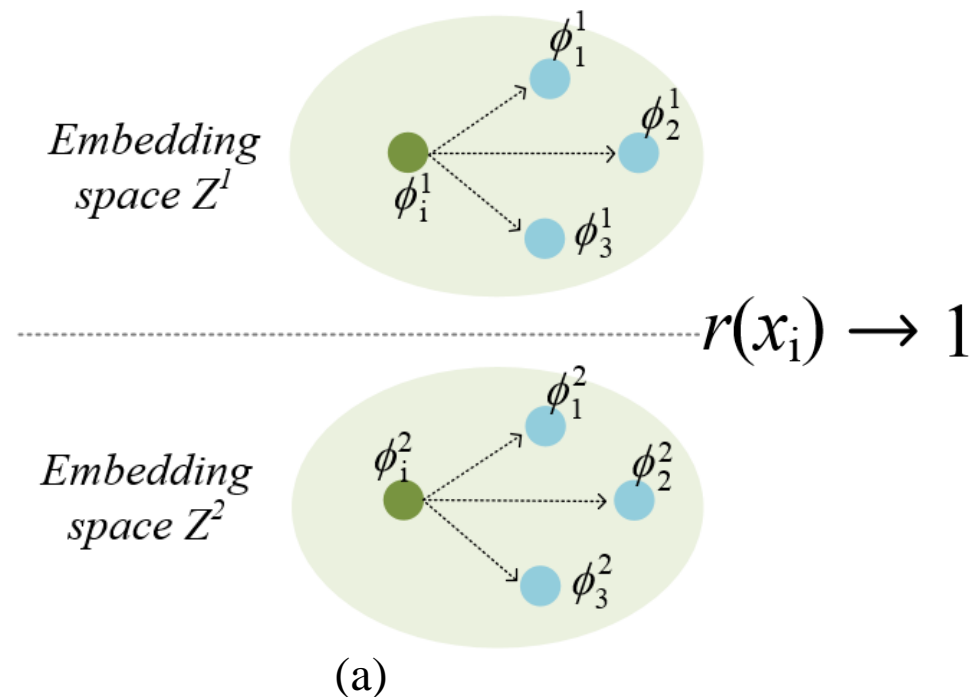 ϕ₁¹
Embedding
space Z¹
ϕᵢ¹
ϕ₂¹
ϕ₃¹
r(xᵢ) → 1
Embedding
space Z²
ϕᵢ²
ϕ₁²
ϕ₂²
ϕ₃²
(a)